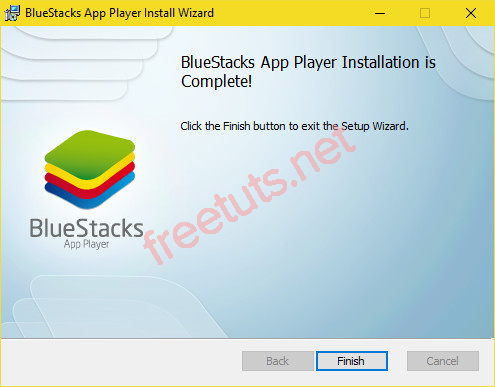 BlueStacks App Player Install Wizard
BlueStacks App Player Installation is
Complete!
Click the Finish button to exit the Setup Wizard.
freetuts.net
BlueStacks
App Player
Back
Finish
Cancel